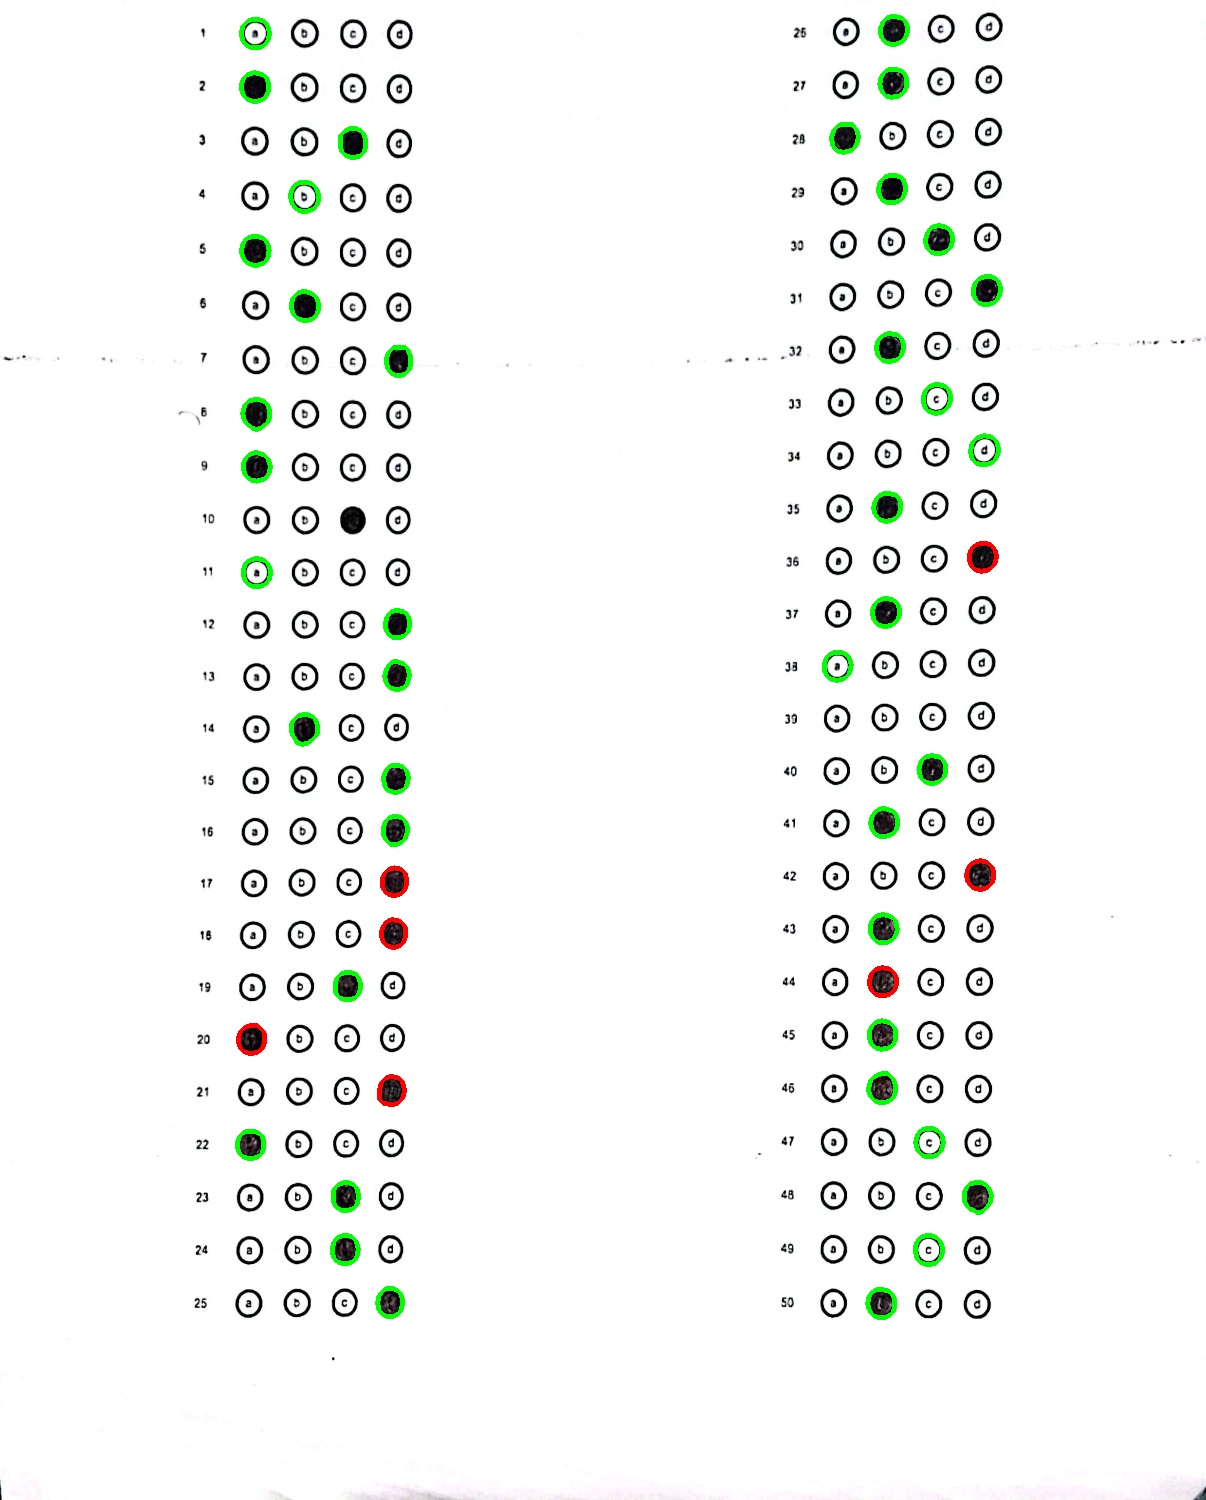 1 a b c d
2 b c d
3 a b d
4 a b c d
5 b c d
6 a c d
7 a b c
8 b c d
9 b c d
10 a b d
11 a b c d
12 a b c
13 a b c
14 a c d
15 a b c
16 a b c
17 a b c
18 a b c
19 a b d
20 b c d
21 a b c
22 b c d
23 a b d
24 a b d
25 a b c
26 a c d
27 a c d
28 b c d
29 a c d
30 a b d
31 a b c
32 a c d
33 a b c d
34 a b c d
35 a c d
36 a b c
37 a c d
38 a b c d
39 a b c d
40 a b d
41 a c d
42 a b c
43 a c d
44 a c d
45 a c d
46 a c d
47 a b c d
48 a b c
49 a b c d
50 a c d